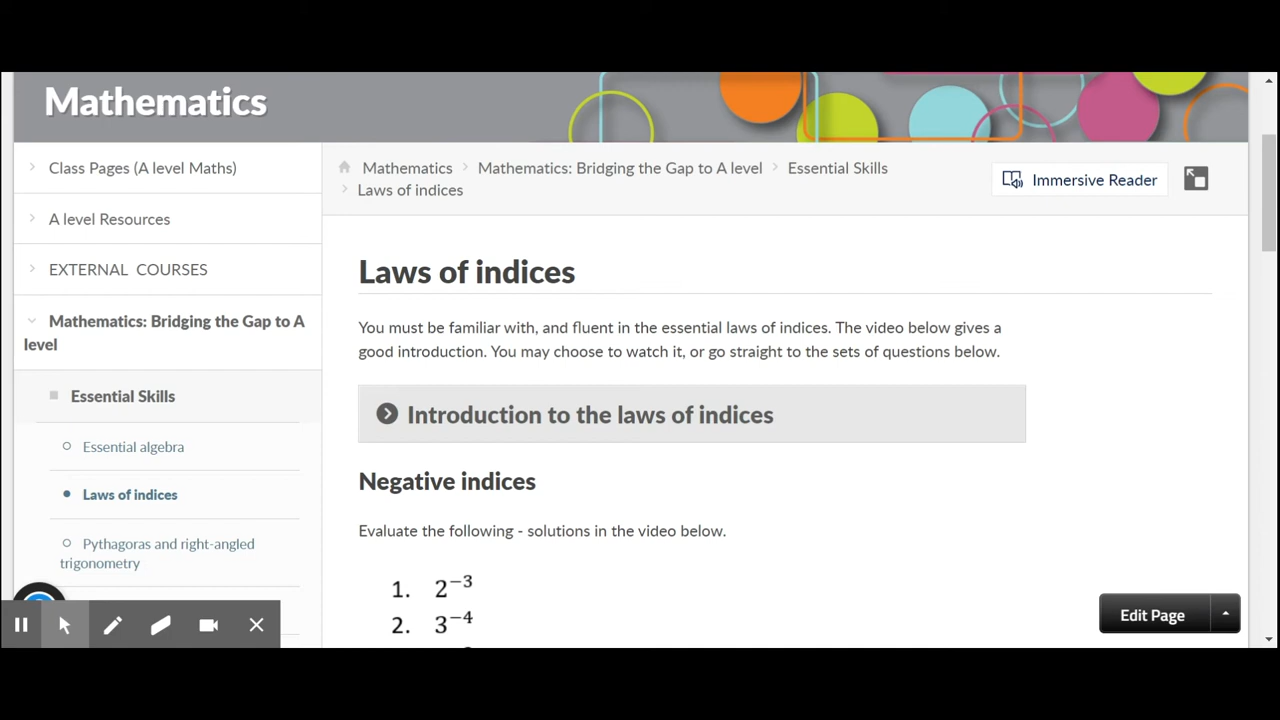 Mathematics
Class Pages (A level Maths)
A level Resources
EXTERNAL COURSES
Mathematics: Bridging the Gap to A
level
Essential Skills
Essential algebra
Laws of indices
Pythagoras and right-angled
trigonometry
Mathematics > Mathematics: Bridging the Gap to A level > Essential Skills
> Laws of indices
Immersive Reader
Laws of indices
You must be familiar with, and fluent in the essential laws of indices. The video below gives a
good introduction. You may choose to watch it, or go straight to the sets of questions below.
Introduction to the laws of indices
Negative indices
Evaluate the following - solutions in the video below.
1. 2⁻³
2. 3⁻⁴
Edit Page